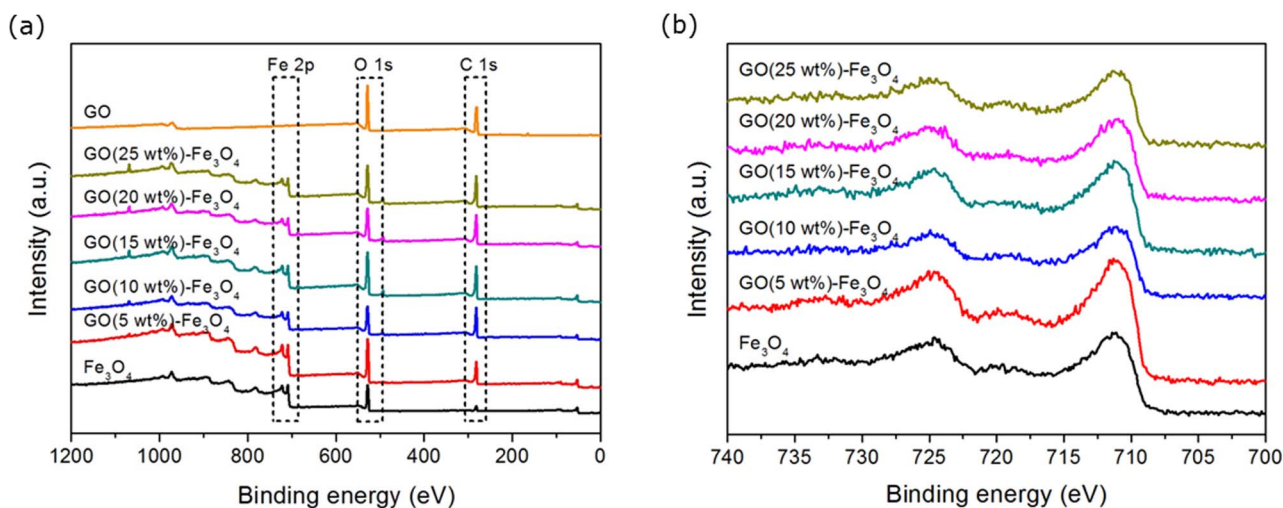 (a)
Fe 2p O 1s C 1s
GO
GO(25 wt%)-Fe₃O₄
GO(20 wt%)-Fe₃O₄
GO(15 wt%)-Fe₃O₄
GO(10 wt%)-Fe₃O₄
GO(5 wt%)-Fe₃O₄
Fe₃O₄
Intensity (a.u.)
1200 1000 800 600 400 200 0
Binding energy (eV)
(b)
GO(25 wt%)-Fe₃O₄
GO(20 wt%)-Fe₃O₄
GO(15 wt%)-Fe₃O₄
GO(10 wt%)-Fe₃O₄
GO(5 wt%)-Fe₃O₄
Fe₃O₄
Intensity (a.u.)
740 735 730 725 720 715 710 705 700
Binding energy (eV)